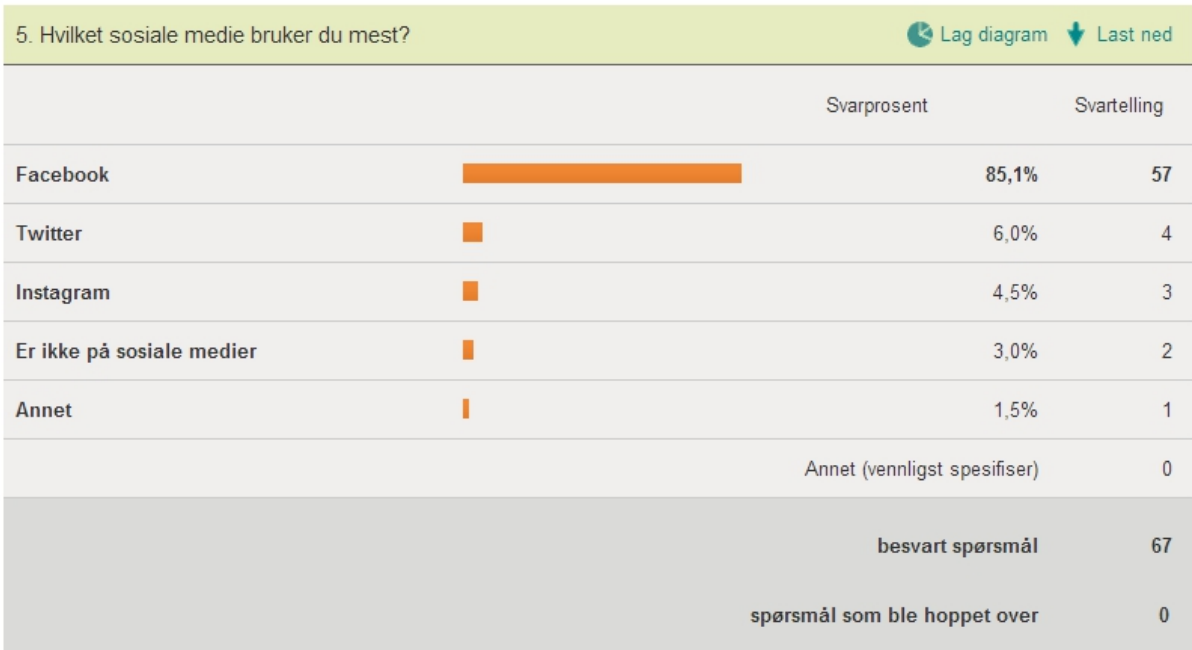 5. Hvilket sosiale medie bruker du mest? Lag diagram Last ned
Svarprosent Svartelling
Facebook 85,1% 57
Twitter 6,0% 4
Instagram 4,5% 3
Er ikke på sosiale medier 3,0% 2
Annet 1,5% 1
Annet (vennligst spesifiser) 0
besvart spørsmål 67
spørsmål som ble hoppet over 0